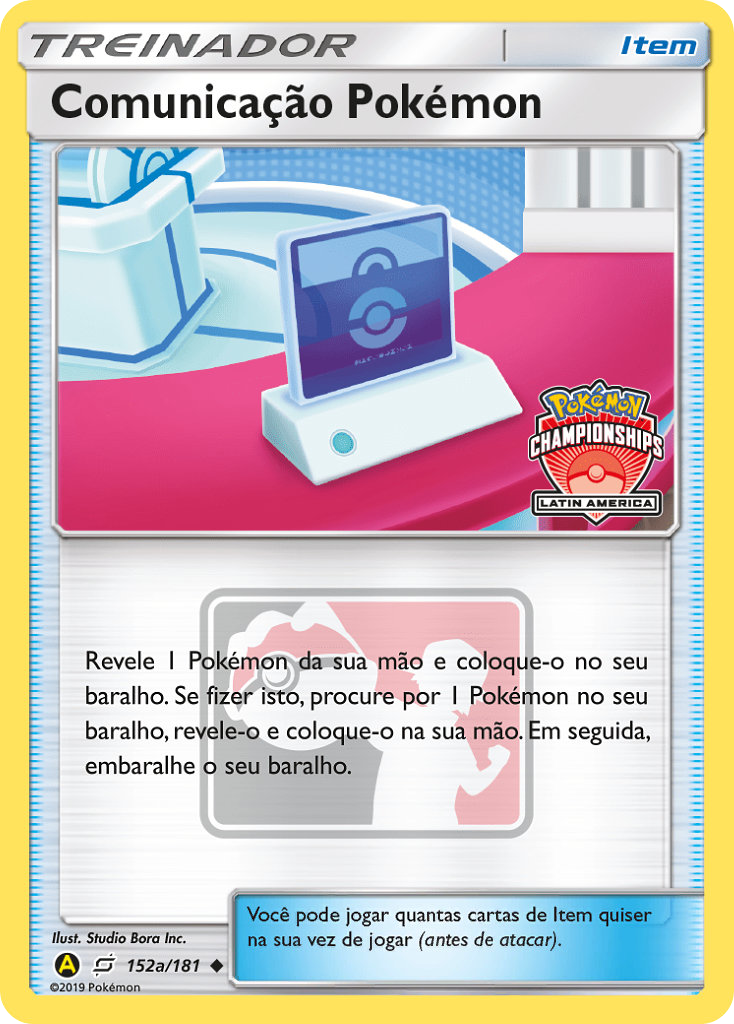 TREINADOR
Item
Comunicação Pokémon
POKÉMON
CHAMPIONSHIPS
LATIN AMERICA
Revele 1 Pokémon da sua mão e coloque-o no seu
baralho. Se fizer isto, procure por 1 Pokémon no seu
baralho, revele-o e coloque-o na sua mão. Em seguida,
embaralhe o seu baralho.
Você pode jogar quantas cartas de Item quiser
na sua vez de jogar (antes de atacar).
Ilust. Studio Bora Inc.
A 152a/181
©2019 Pokémon